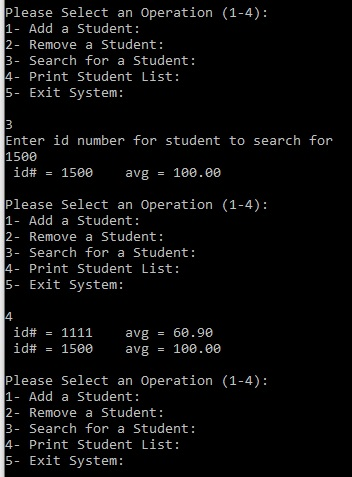 Please Select an Operation (1-4):
1- Add a Student:
2- Remove a Student:
3- Search for a Student:
4- Print Student List:
5- Exit System:
3
Enter id number for student to search for
1500
id# = 1500    avg = 100.00
Please Select an Operation (1-4):
1- Add a Student:
2- Remove a Student:
3- Search for a Student:
4- Print Student List:
5- Exit System:
4
id# = 1111    avg = 60.90
id# = 1500    avg = 100.00
Please Select an Operation (1-4):
1- Add a Student:
2- Remove a Student:
3- Search for a Student:
4- Print Student List:
5- Exit System: